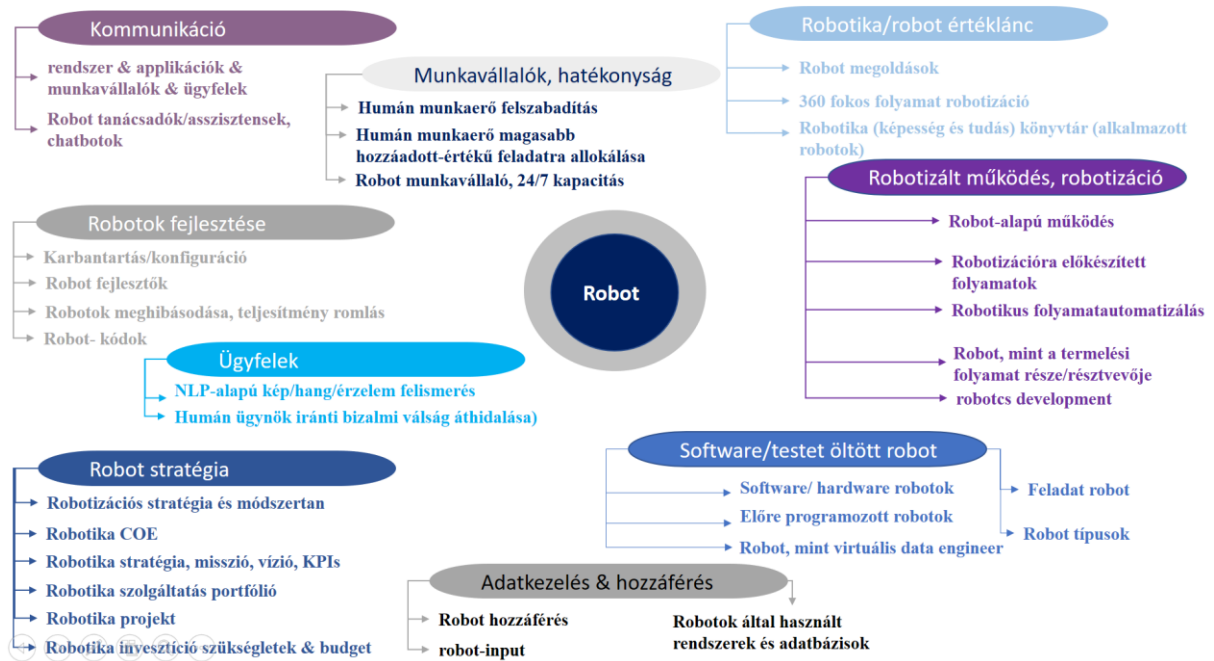 Kommunikáció
rendszer & applikációk &
munkavállalók & ügyfelek
Robot tanácsadók/asszisztensek,
chatbotok
Munkavállalók, hatékonyság
Humán munkaerő felszabadítás
Humán munkaerő magasabb
hozzáadott-értékű feladatra allokálása
Robot munkavállaló, 24/7 kapacitás
Robotika/robot értéklánc
Robot megoldások
360 fokos folyamat robotizáció
Robotika (képesség és tudás) könyvtár (alkalmazott
robotok)
Robotizált működés, robotizáció
Robot-alapú működés
Robotizációra előkészített
folyamatok
Robotikus folyamatautomatizálás
Robot, mint a termelési
folyamat része/résztvevője
robotcs development
Robotok fejlesztése
Karbantartás/konfiguráció
Robot fejlesztők
Robotok meghibásodása, teljesítmény romlás
Robot- kódok
Robot
Ügyfelek
NLP-alapú kép/hang/érzelem felismerés
Humán ügynök iránti bizalmi válság áthidalása)
Robot stratégia
Robotizációs stratégia és módszertan
Robotika COE
Robotika stratégia, misszió, vízió, KPIs
Robotika szolgáltatás portfólió
Robotika projekt
Robotika invesztíció szükségletek & budget
Software/testet öltött robot
Software/ hardware robotok
Előre programozott robotok
Robot, mint virtuális data engineer
Feladat robot
Robot típusok
Adatkezelés & hozzáférés
Robot hozzáférés
robot-input
Robotok által használt
rendszerek és adatbázisok